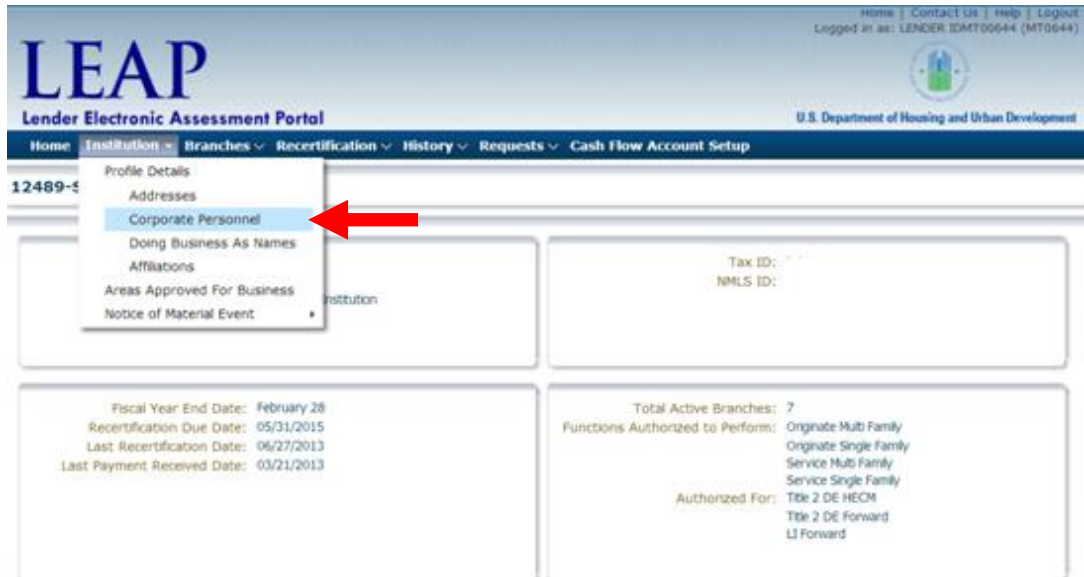 Home | Contact Us | Help | Logout
Logged in as: LENDER IDMT00644 (MT0644)
LEAP
Lender Electronic Assessment Portal
U.S. Department of Housing and Urban Development
Home Institution Branches Recertification History Requests Cash Flow Account Setup
12489-S
Profile Details
Addresses
Corporate Personnel
Doing Business As Names
Affiliations
Areas Approved For Business
Notice of Material Event
nstitution
Tax ID:
NMLS ID:
Fiscal Year End Date: February 28
Recertification Due Date: 05/31/2015
Last Recertification Date: 06/27/2013
Last Payment Received Date: 03/21/2013
Total Active Branches: 7
Functions Authorized to Perform: Originate Multi Family
Originate Single Family
Service Multi Family
Service Single Family
Authorized For: Title 2 DE HECM
Title 2 DE Forward
LI Forward